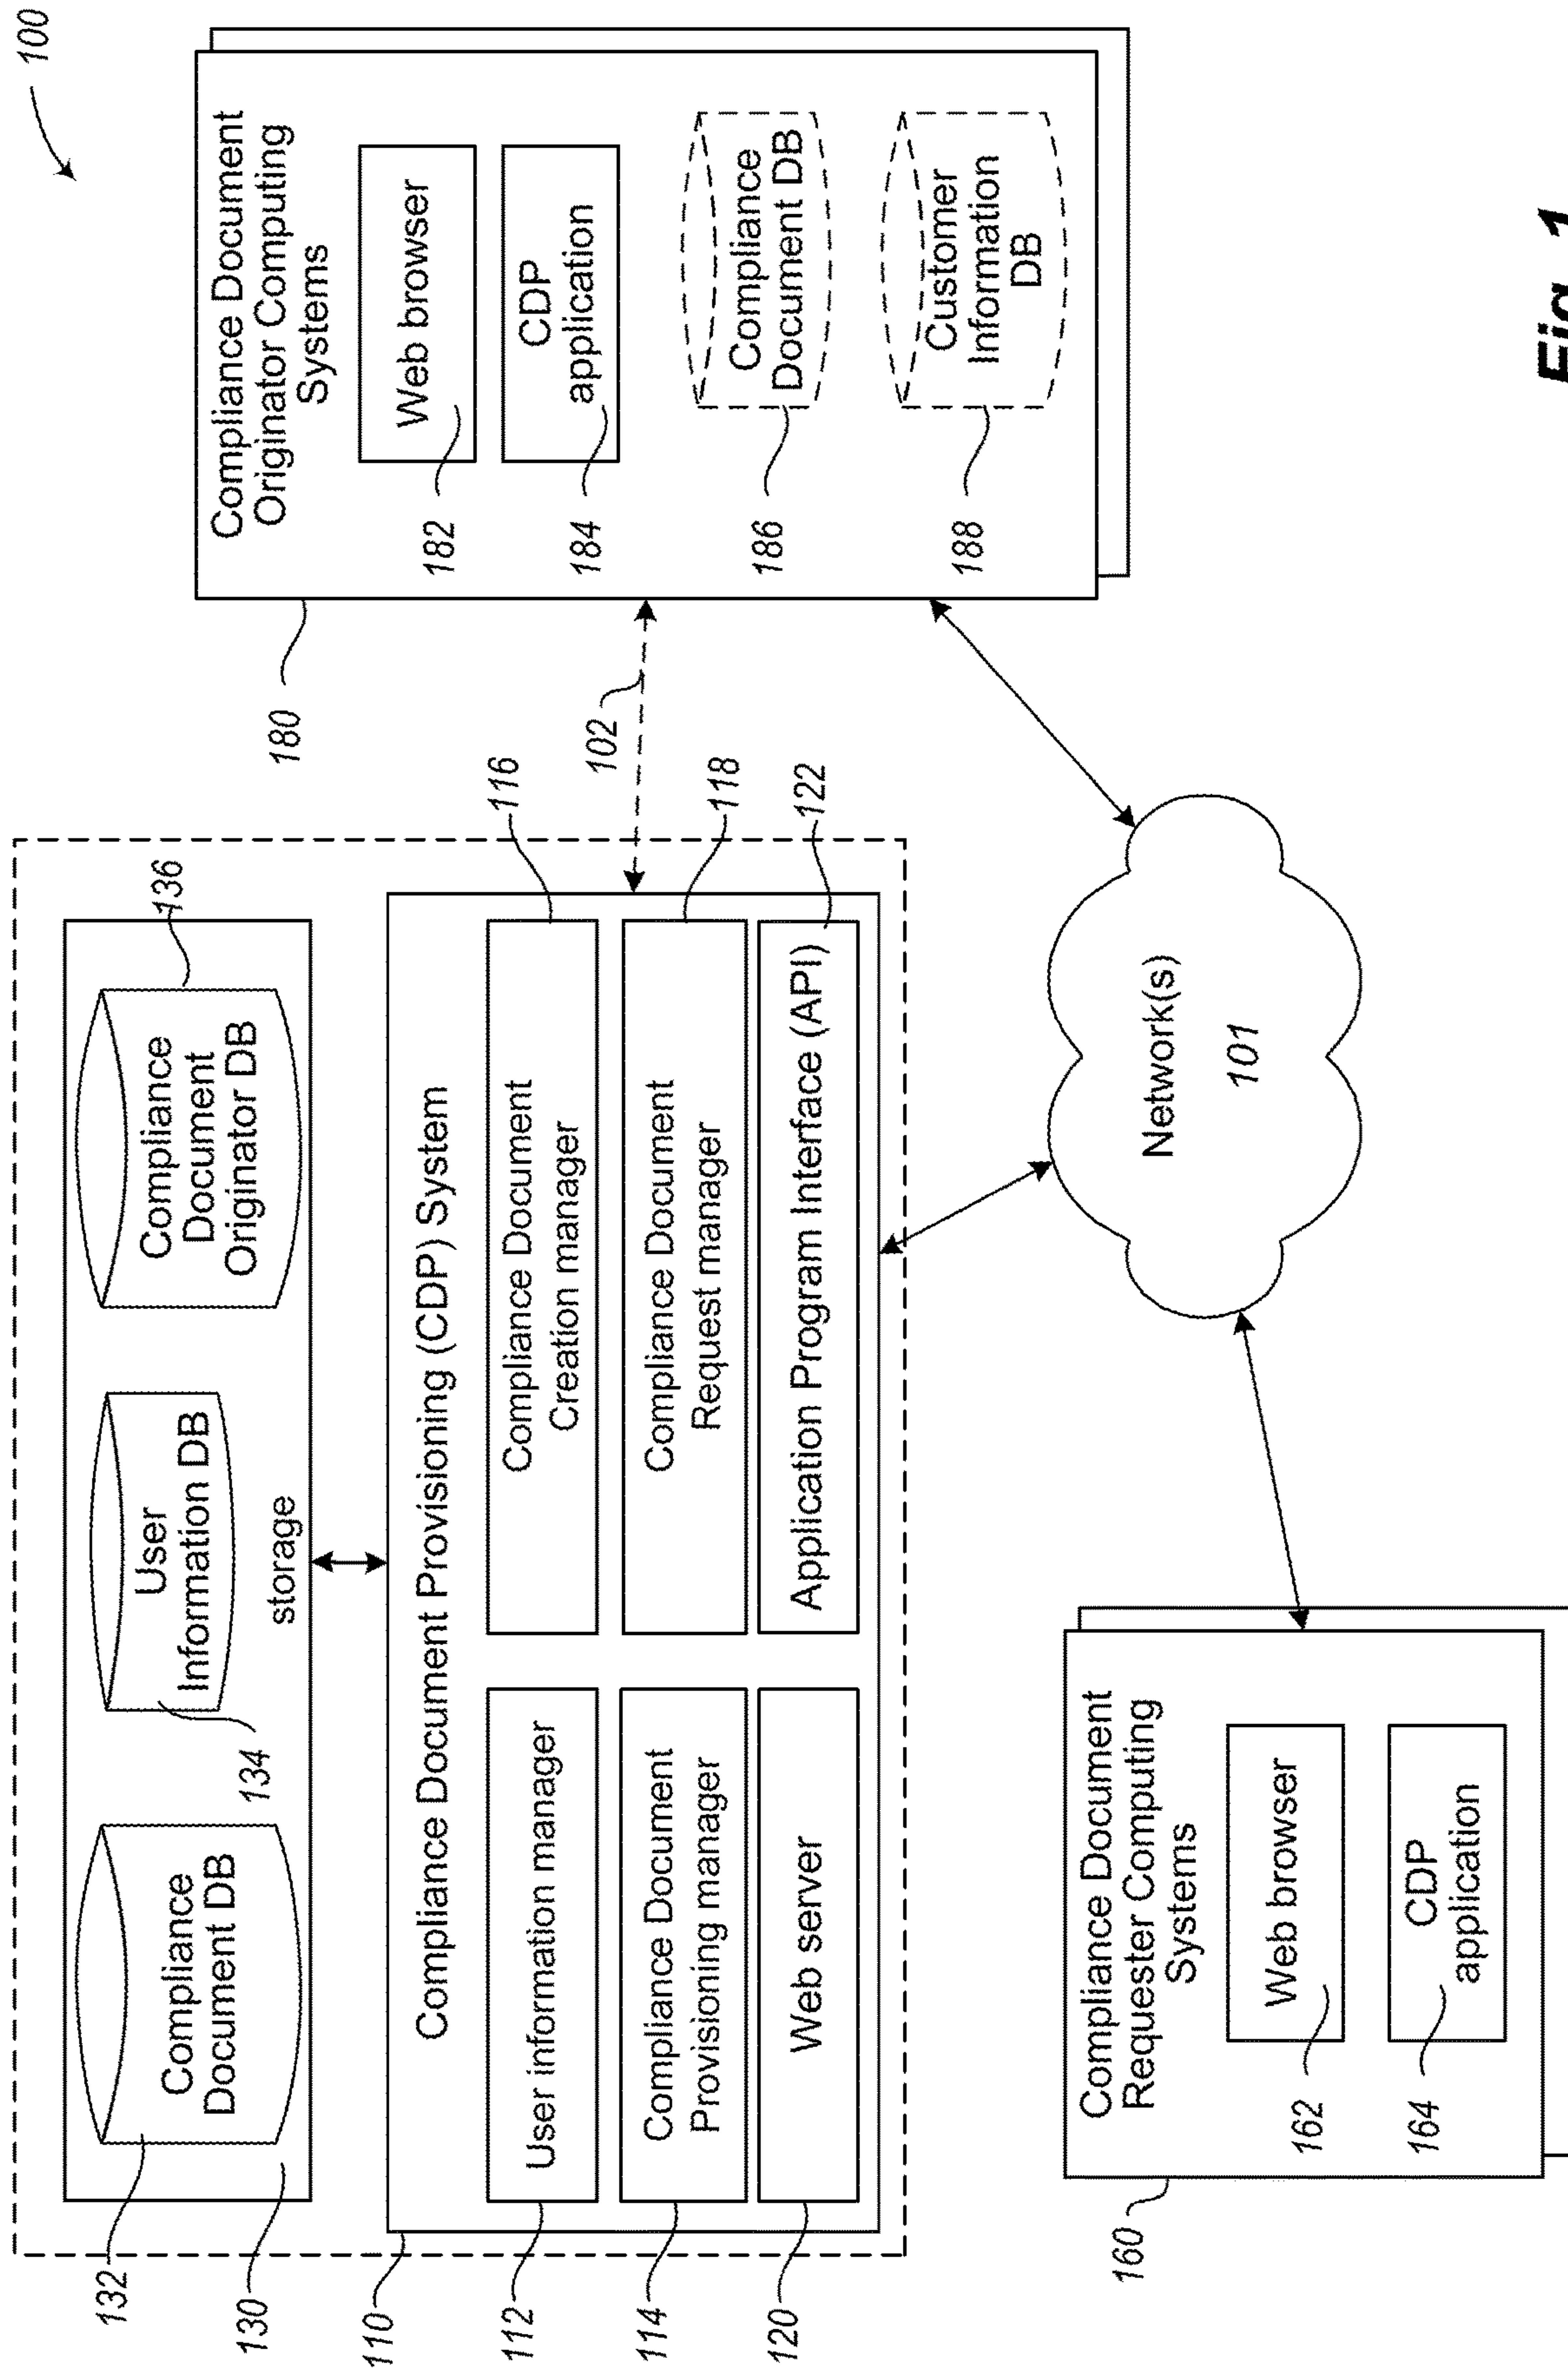 100
136
Compliance
Document
Originator DB
User
Information DB
134
storage
Compliance
Document DB
132
130
Compliance Document Provisioning (CDP) System
110
User information manager
112
Compliance Document
Creation manager
116
Compliance Document
Provisioning manager
114
Compliance Document
Request manager
118
Web server
120
Application Program Interface (API)
122
102
Compliance Document
Originator Computing
Systems
180
Web browser
182
CDP
application
184
Compliance
Document DB
186
Customer
Information
DB
188
Network(s)
101
Compliance Document
Requester Computing
Systems
160
Web browser
162
CDP
application
164
Fig.1